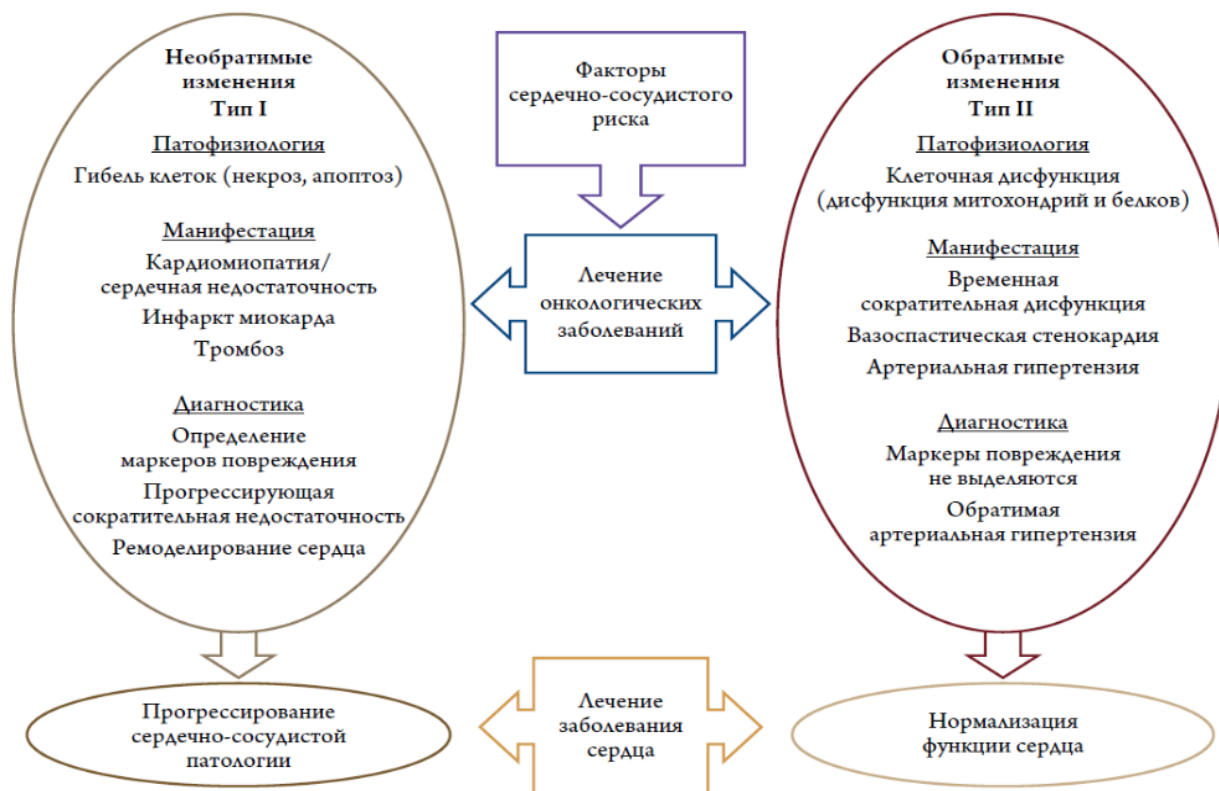 Необратимые
изменения
Тип I
Патофизиология
Гибель клеток (некроз, апоптоз)
Манифестация
Кардиомиопатия/
сердечная недостаточность
Инфаркт миокарда
Тромбоз
Диагностика
Определение
маркеров повреждения
Прогрессирующая
сократительная недостаточность
Ремоделирование сердца
Факторы
сердечно-сосудистого
риска
Лечение
онкологических
заболеваний
Обратимые
изменения
Тип II
Патофизиология
Клеточная дисфункция
(дисфункция митохондрий и белков)
Манифестация
Временная
сократительная дисфункция
Вазоспастическая стенокардия
Артериальная гипертензия
Диагностика
Маркеры повреждения
не выделяются
Обратимая
артериальная гипертензия
Прогрессирование
сердечно-сосудистой
патологии
Лечение
заболевания
сердца
Нормализация
функции сердца